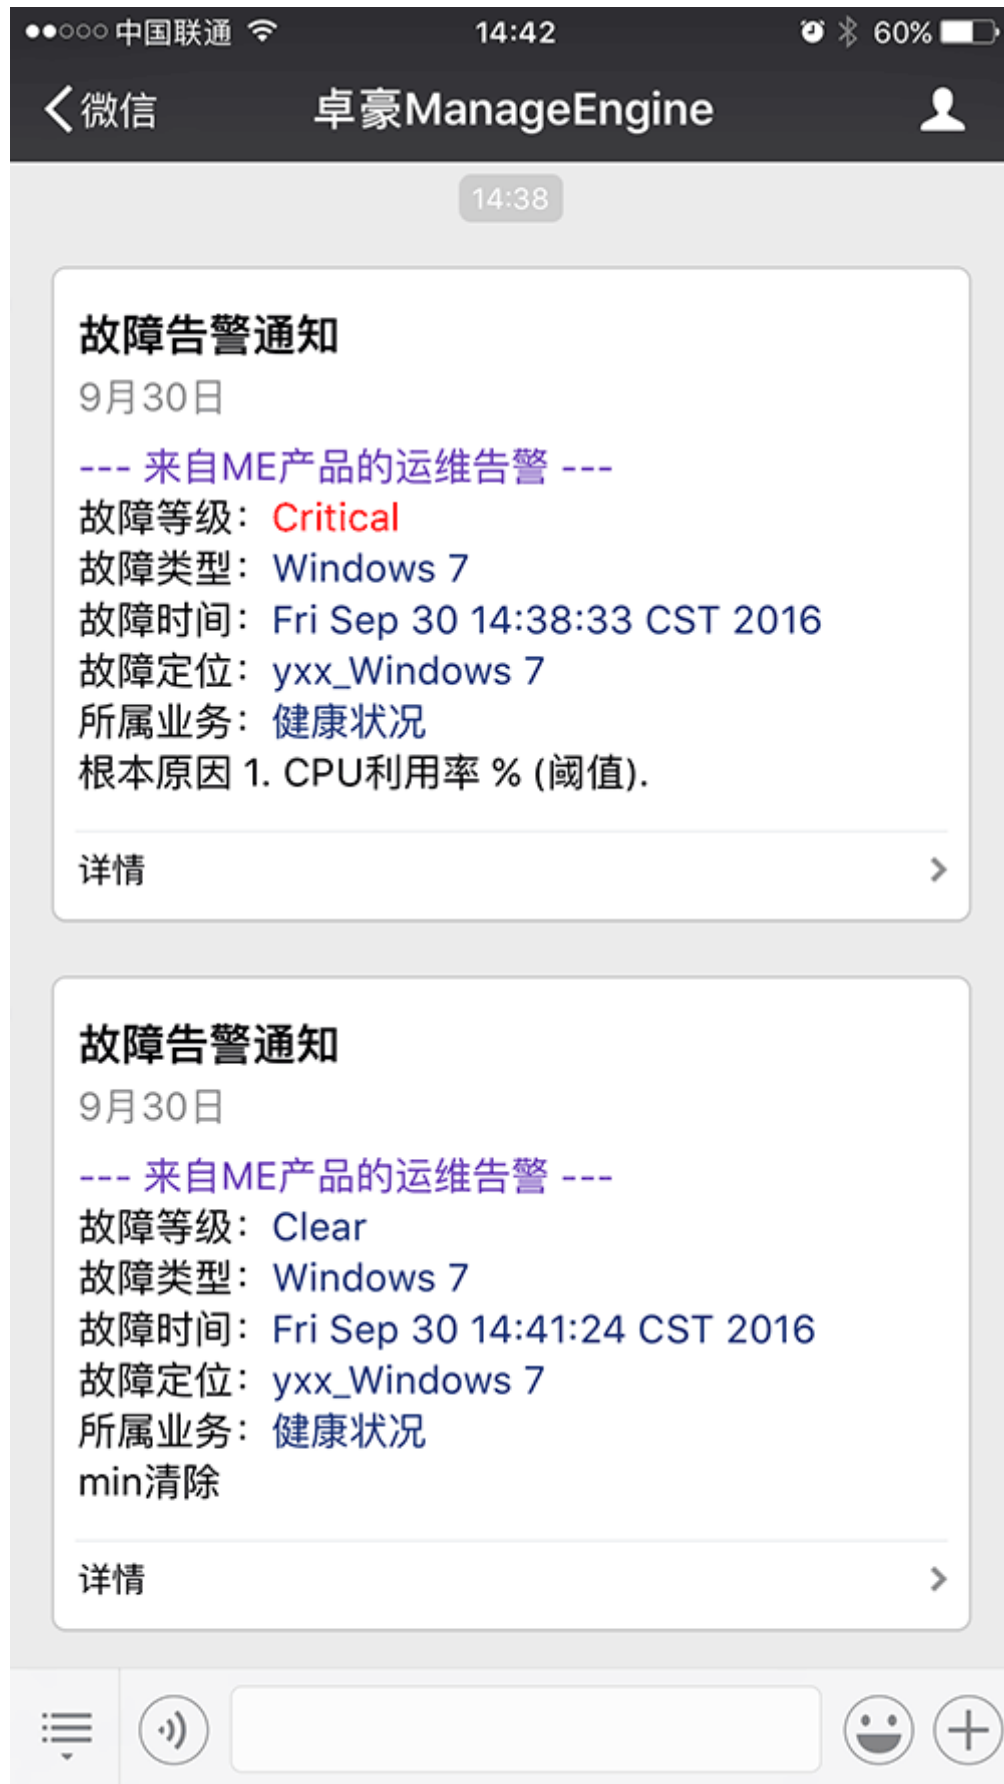 中国联通 14:42 60%
微信 卓豪ManageEngine
14:38
故障告警通知
9月30日
--- 来自ME产品的运维告警 ---
故障等级：Critical
故障类型：Windows 7
故障时间：Fri Sep 30 14:38:33 CST 2016
故障定位：yxx_Windows 7
所属业务：健康状况
根本原因 1. CPU利用率 % (阈值).
详情
故障告警通知
9月30日
--- 来自ME产品的运维告警 ---
故障等级：Clear
故障类型：Windows 7
故障时间：Fri Sep 30 14:41:24 CST 2016
故障定位：yxx_Windows 7
所属业务：健康状况
min清除
详情